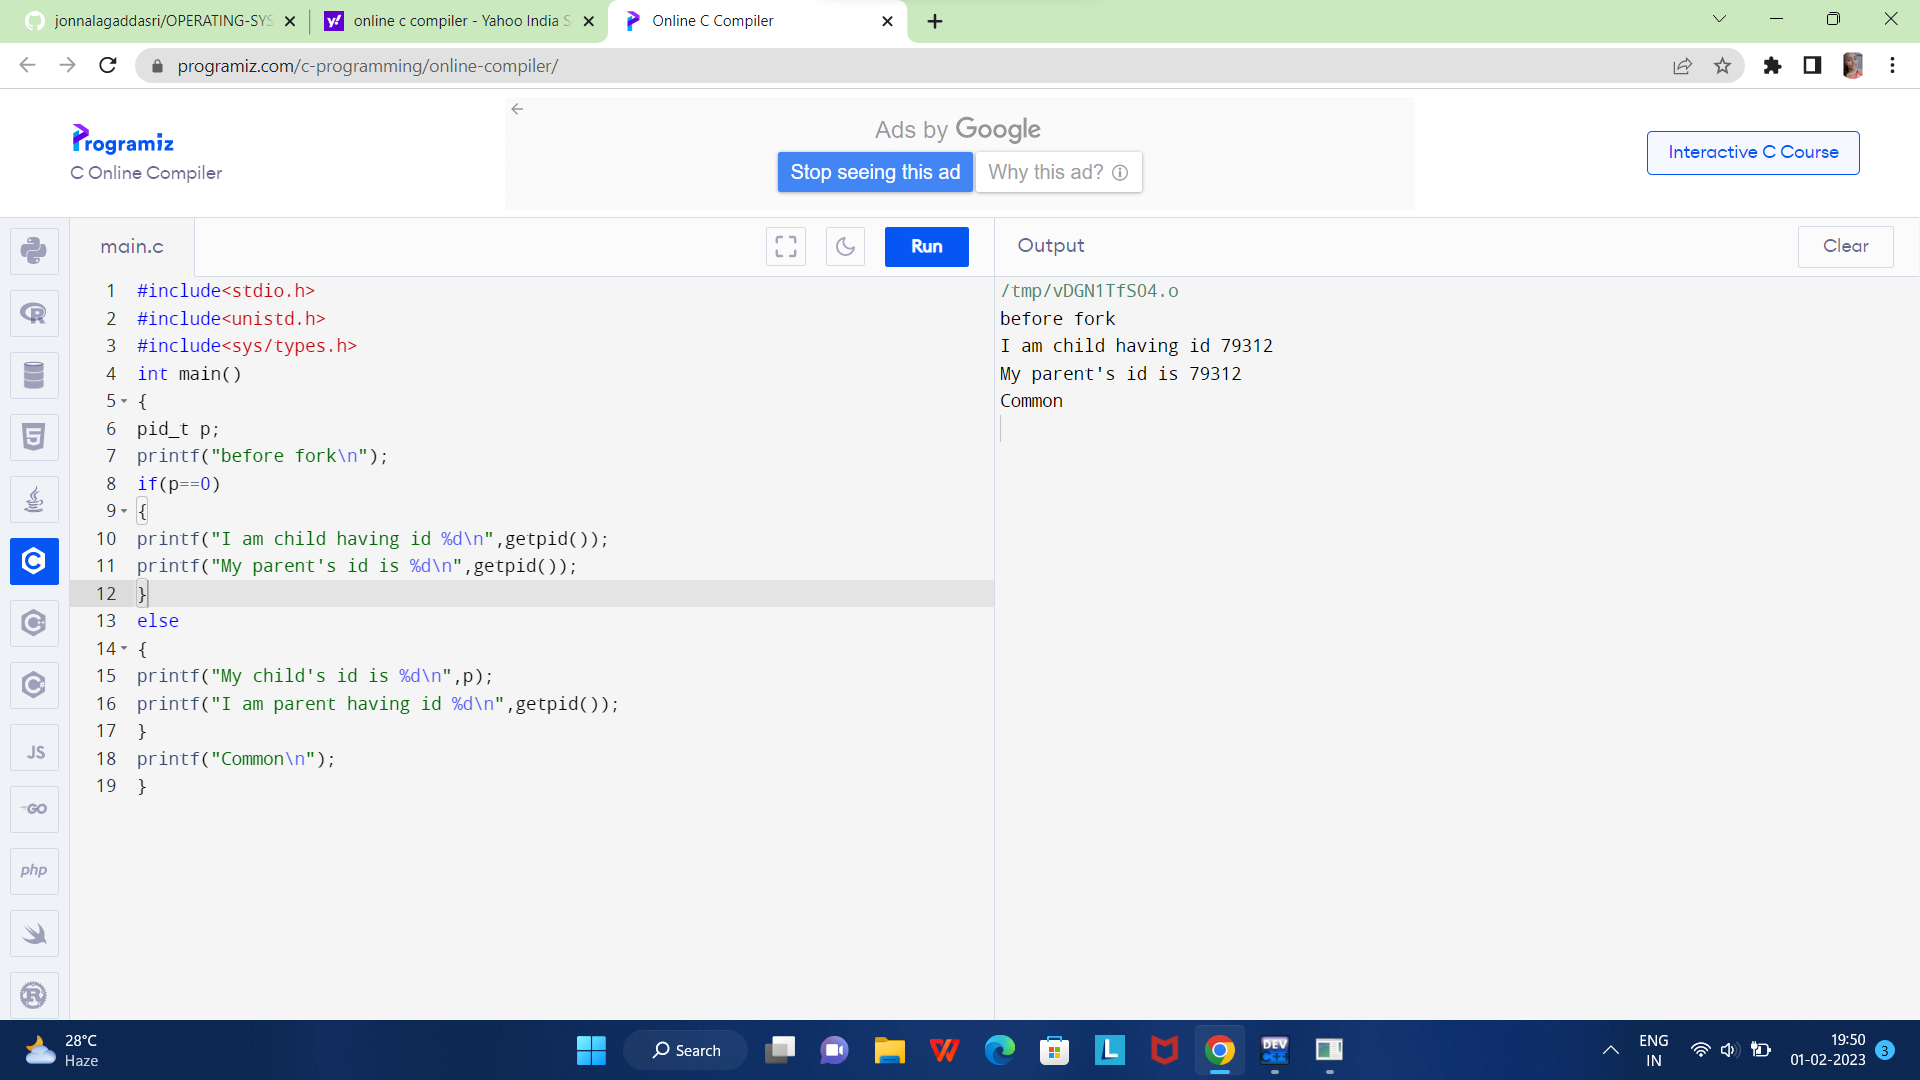 jonnalagaddasri/OPERATING-SYS
online c compiler - Yahoo India S
Online C Compiler
programiz.com/c-programming/online-compiler/
Programiz
C Online Compiler
Ads by Google
Stop seeing this ad
Why this ad?
Interactive C Course
main.c
Run
Output
Clear
1 #include<stdio.h>
2 #include<unistd.h>
3 #include<sys/types.h>
4 int main()
5 {
6 pid_t p;
7 printf("before fork\n");
8 if(p==0)
9 {
10 printf("I am child having id %d\n",getpid());
11 printf("My parent's id is %d\n",getpid());
12 }
13 else
14 {
15 printf("My child's id is %d\n",p);
16 printf("I am parent having id %d\n",getpid());
17 }
18 printf("Common\n");
19 }
/tmp/vDGN1TfS04.o
before fork
I am child having id 79312
My parent's id is 79312
Common
JS
GO
php
28°C
Haze
Search
DEV
C++
ENG
IN
19:50
01-02-2023
3